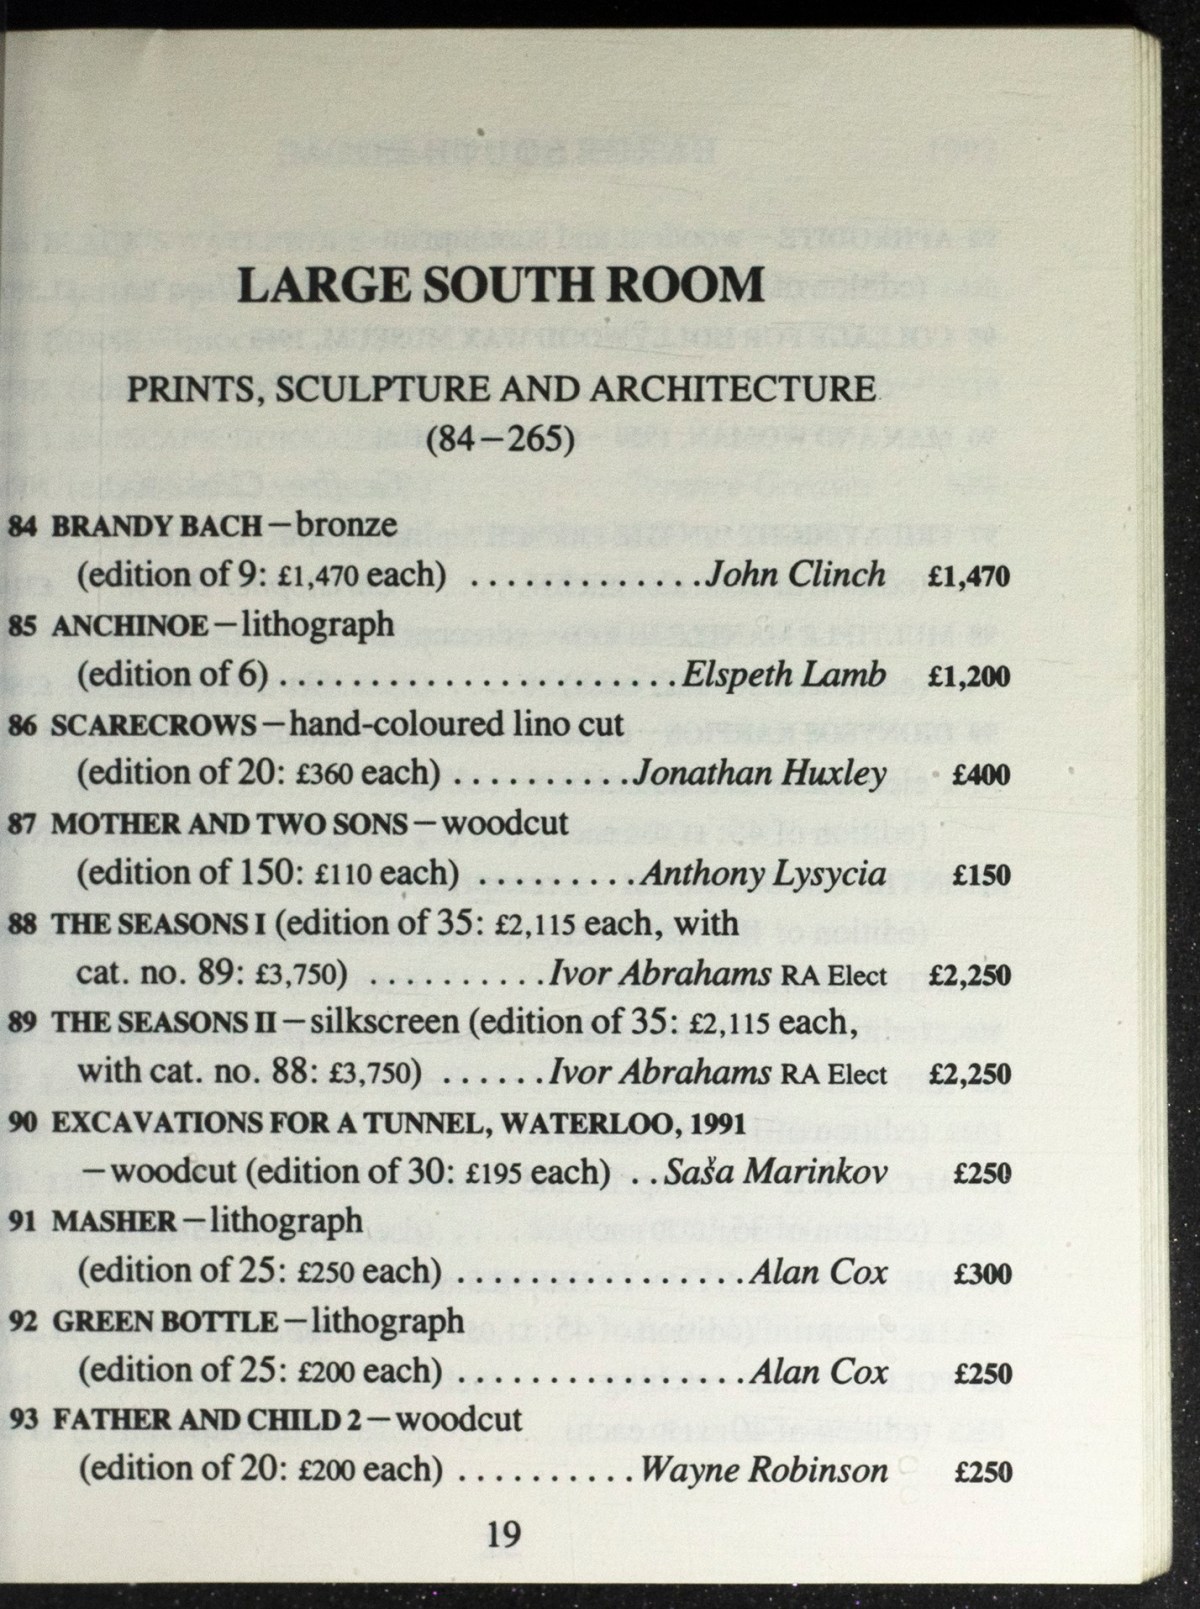 LARGE SOUTH ROOM
PRINTS, SCULPTURE AND ARCHITECTURE
(84–265)
84 BRANDY BACH – bronze
(edition of 9: £1,470 each) . . . . . . . . . . . . . John Clinch £1,470
85 ANCHINOE – lithograph
(edition of 6) . . . . . . . . . . . . . . . . . . . . . . Elspeth Lamb £1,200
86 SCARECROWS – hand-coloured lino cut
(edition of 20: £360 each) . . . . . . . . . . Jonathan Huxley £400
87 MOTHER AND TWO SONS – woodcut
(edition of 150: £110 each) . . . . . . . . . Anthony Lysycia £150
88 THE SEASONS I (edition of 35: £2,115 each, with
cat. no. 89: £3,750) . . . . . . . . . . Ivor Abrahams RA Elect £2,250
89 THE SEASONS II – silkscreen (edition of 35: £2,115 each,
with cat. no. 88: £3,750) . . . . . . Ivor Abrahams RA Elect £2,250
90 EXCAVATIONS FOR A TUNNEL, WATERLOO, 1991
– woodcut (edition of 30: £195 each) . . Saša Marinkov £250
91 MASHER – lithograph
(edition of 25: £250 each) . . . . . . . . . . . . . . . . Alan Cox £300
92 GREEN BOTTLE – lithograph
(edition of 25: £200 each) . . . . . . . . . . . . . . . . Alan Cox £250
93 FATHER AND CHILD 2 – woodcut
(edition of 20: £200 each) . . . . . . . . . . Wayne Robinson £250
19